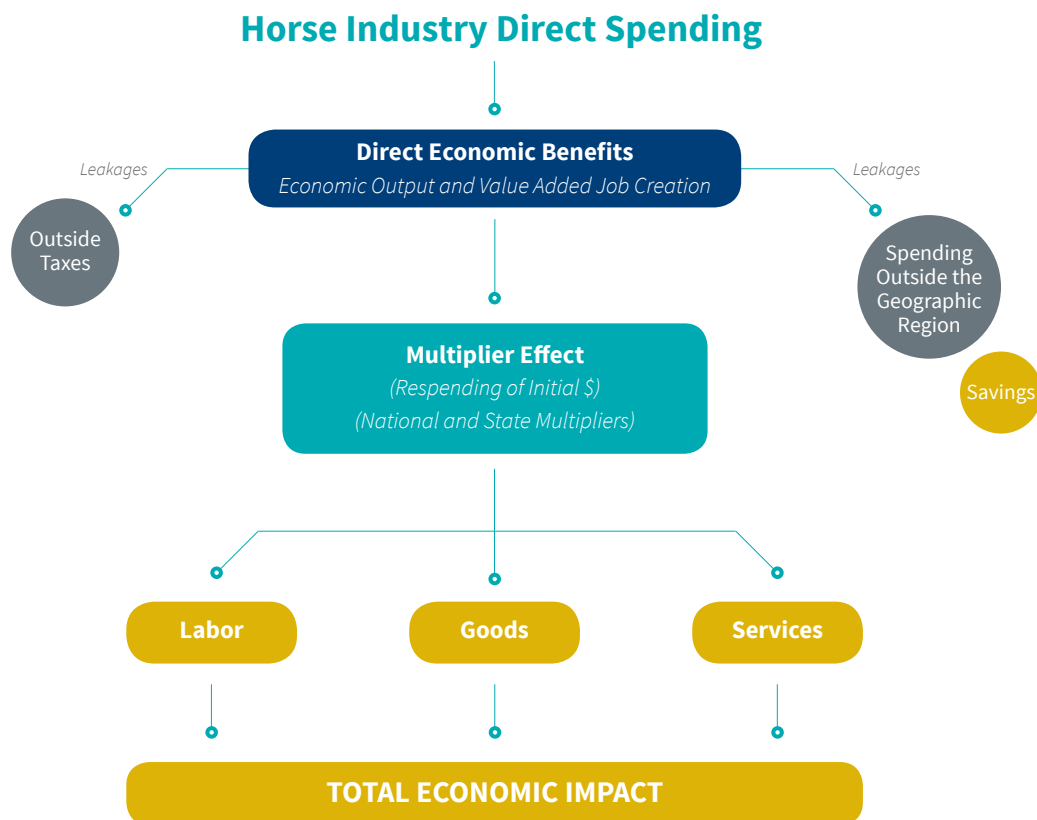 Horse Industry Direct Spending
Direct Economic Benefits
Economic Output and Value Added Job Creation
Leakages
Leakages
Outside
Taxes
Spending
Outside the
Geographic
Region
Savings
Multiplier Effect
(Respending of Initial $)
(National and State Multipliers)
Labor
Goods
Services
TOTAL ECONOMIC IMPACT